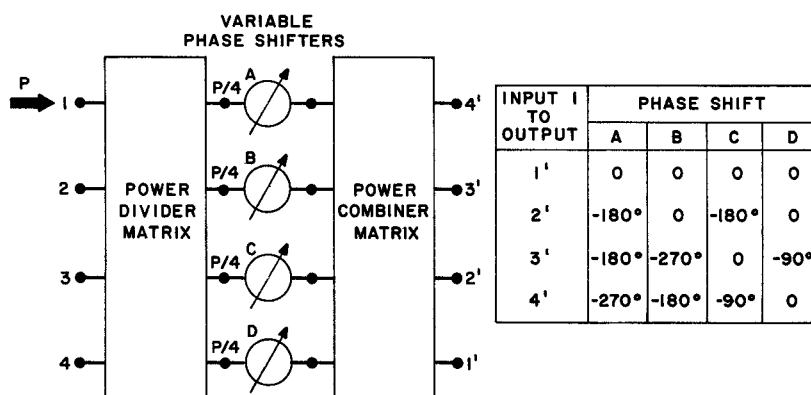 VARIABLE
PHASE SHIFTERS
P
1
2
3
4
POWER
DIVIDER
MATRIX
P/4
A
P/4
B
P/4
C
P/4
D
POWER
COMBINER
MATRIX
4'
3'
2'
1'
INPUT 1
TO
OUTPUT
PHASE SHIFT
A B C D
1' 0 0 0 0
2' -180° 0 -180° 0
3' -180° -270° 0 -90°
4' -270° -180° -90° 0